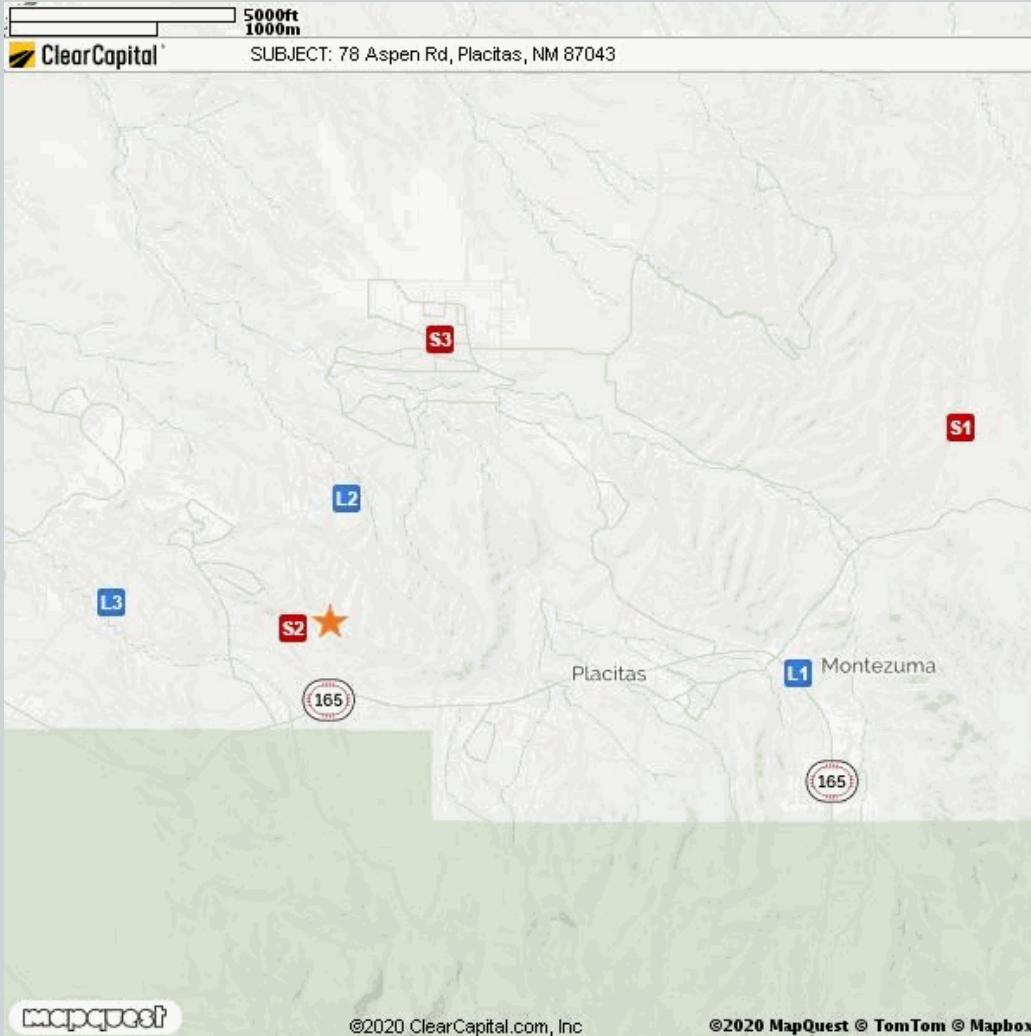 5000ft
1000m
ClearCapital
SUBJECT: 78 Aspen Rd, Placitas, NM 87043
S3
S1
L2
L3
S2
Placitas
L1 Montezuma
165
165
mapquest
©2020 ClearCapital.com, Inc
©2020 MapQuest © TomTom © Mapbox